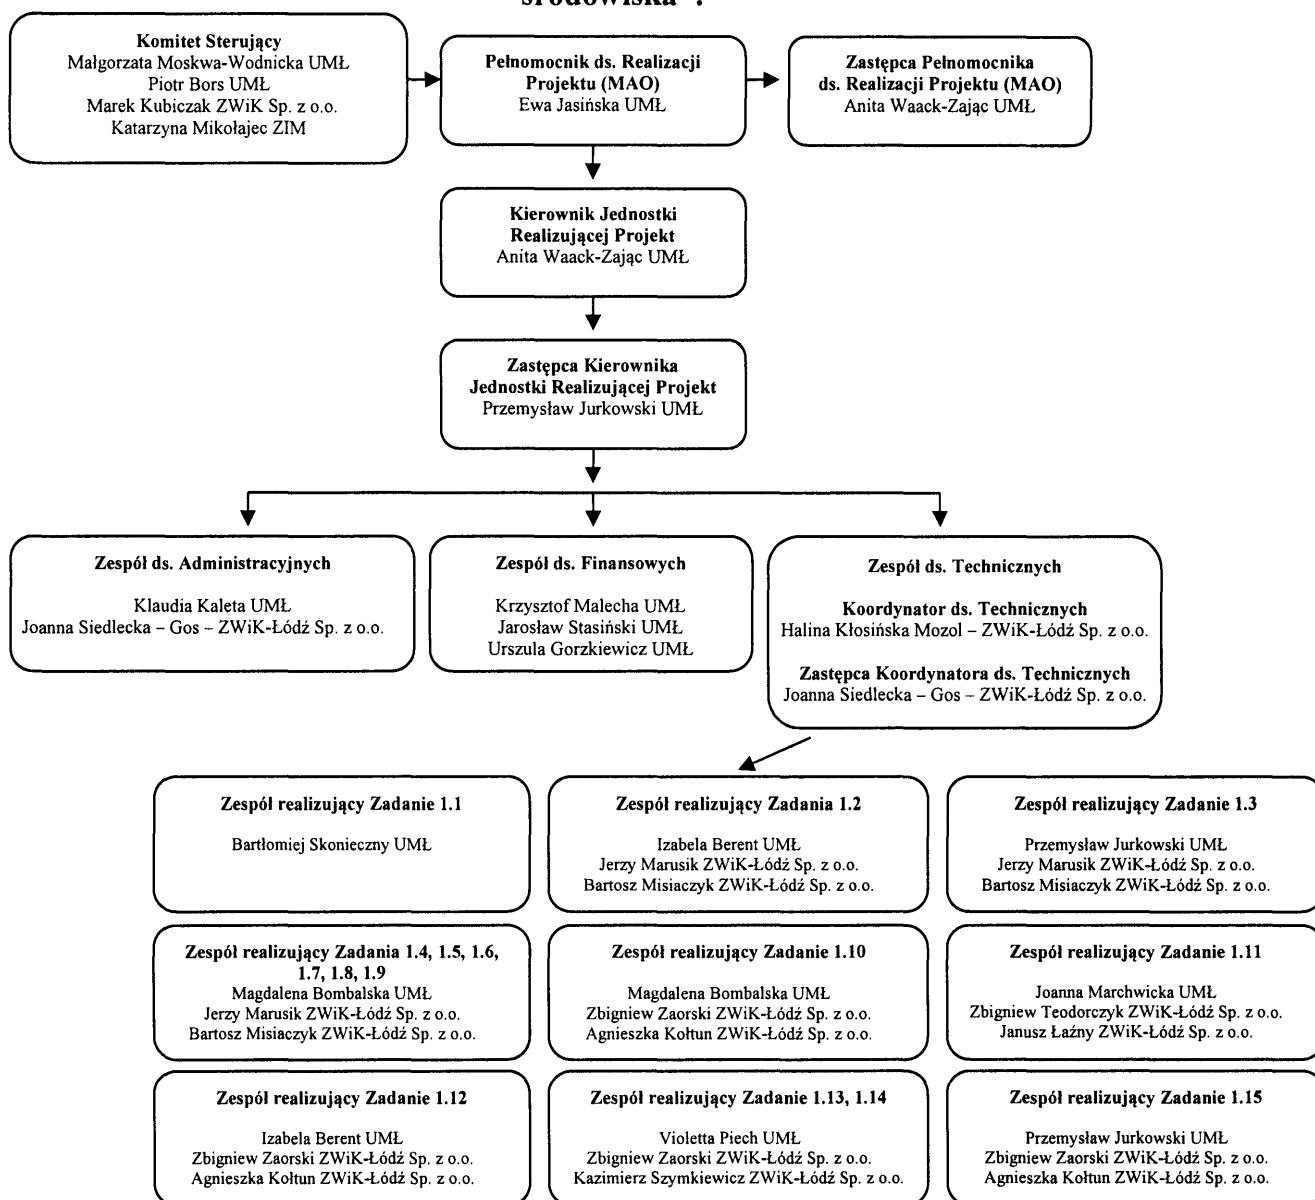 środowiska".
Komitet Sterujący
Małgorzata Moskwa-Wodnicka UMŁ
Piotr Bors UMŁ
Marek Kubiczak ZWiK Sp. z o.o.
Katarzyna Mikołajec ZIM
Pełnomocnik ds. Realizacji
Projektu (MAO)
Ewa Jasińska UMŁ
Zastępca Pełnomocnika
ds. Realizacji Projektu (MAO)
Anita Waack-Zając UMŁ
Kierownik Jednostki
Realizującej Projekt
Anita Waack-Zając UMŁ
Zastępca Kierownika
Jednostki Realizującej Projekt
Przemysław Jurkowski UMŁ
Zespół ds. Administracyjnych
Klaudia Kaleta UMŁ
Joanna Siedlecka – Gos – ZWiK-Łódź Sp. z o.o.
Zespół ds. Finansowych
Krzysztof Malecha UMŁ
Jarosław Stasiński UMŁ
Urszula Gorzkiewicz UMŁ
Zespół ds. Technicznych
Koordynator ds. Technicznych
Halina Kłosińska Mozol – ZWiK-Łódź Sp. z o.o.
Zastępca Koordynatora ds. Technicznych
Joanna Siedlecka – Gos – ZWiK-Łódź Sp. z o.o.
Zespół realizujący Zadanie 1.1
Bartłomiej Skonieczny UMŁ
Zespół realizujący Zadania 1.2
Izabela Berent UMŁ
Jerzy Marusik ZWiK-Łódź Sp. z o.o.
Bartosz Misiaczyk ZWiK-Łódź Sp. z o.o.
Zespół realizujący Zadanie 1.3
Przemysław Jurkowski UMŁ
Jerzy Marusik ZWiK-Łódź Sp. z o.o.
Bartosz Misiaczyk ZWiK-Łódź Sp. z o.o.
Zespół realizujący Zadania 1.4, 1.5, 1.6,
1.7, 1.8, 1.9
Magdalena Bombalska UMŁ
Jerzy Marusik ZWiK-Łódź Sp. z o.o.
Bartosz Misiaczyk ZWiK-Łódź Sp. z o.o.
Zespół realizujący Zadanie 1.10
Magdalena Bombalska UMŁ
Zbigniew Zaorski ZWiK-Łódź Sp. z o.o.
Agnieszka Kołtun ZWiK-Łódź Sp. z o.o.
Zespół realizujący Zadanie 1.11
Joanna Marchwicka UMŁ
Zbigniew Teodorczyk ZWiK-Łódź Sp. z o.o.
Janusz Łaźny ZWiK-Łódź Sp. z o.o.
Zespół realizujący Zadanie 1.12
Izabela Berent UMŁ
Zbigniew Zaorski ZWiK-Łódź Sp. z o.o.
Agnieszka Kołtun ZWiK-Łódź Sp. z o.o.
Zespół realizujący Zadanie 1.13, 1.14
Violetta Piech UMŁ
Zbigniew Zaorski ZWiK-Łódź Sp. z o.o.
Kazimierz Szymkiewicz ZWiK-Łódź Sp. z o.o.
Zespół realizujący Zadanie 1.15
Przemysław Jurkowski UMŁ
Zbigniew Zaorski ZWiK-Łódź Sp. z o.o.
Agnieszka Kołtun ZWiK-Łódź Sp. z o.o.